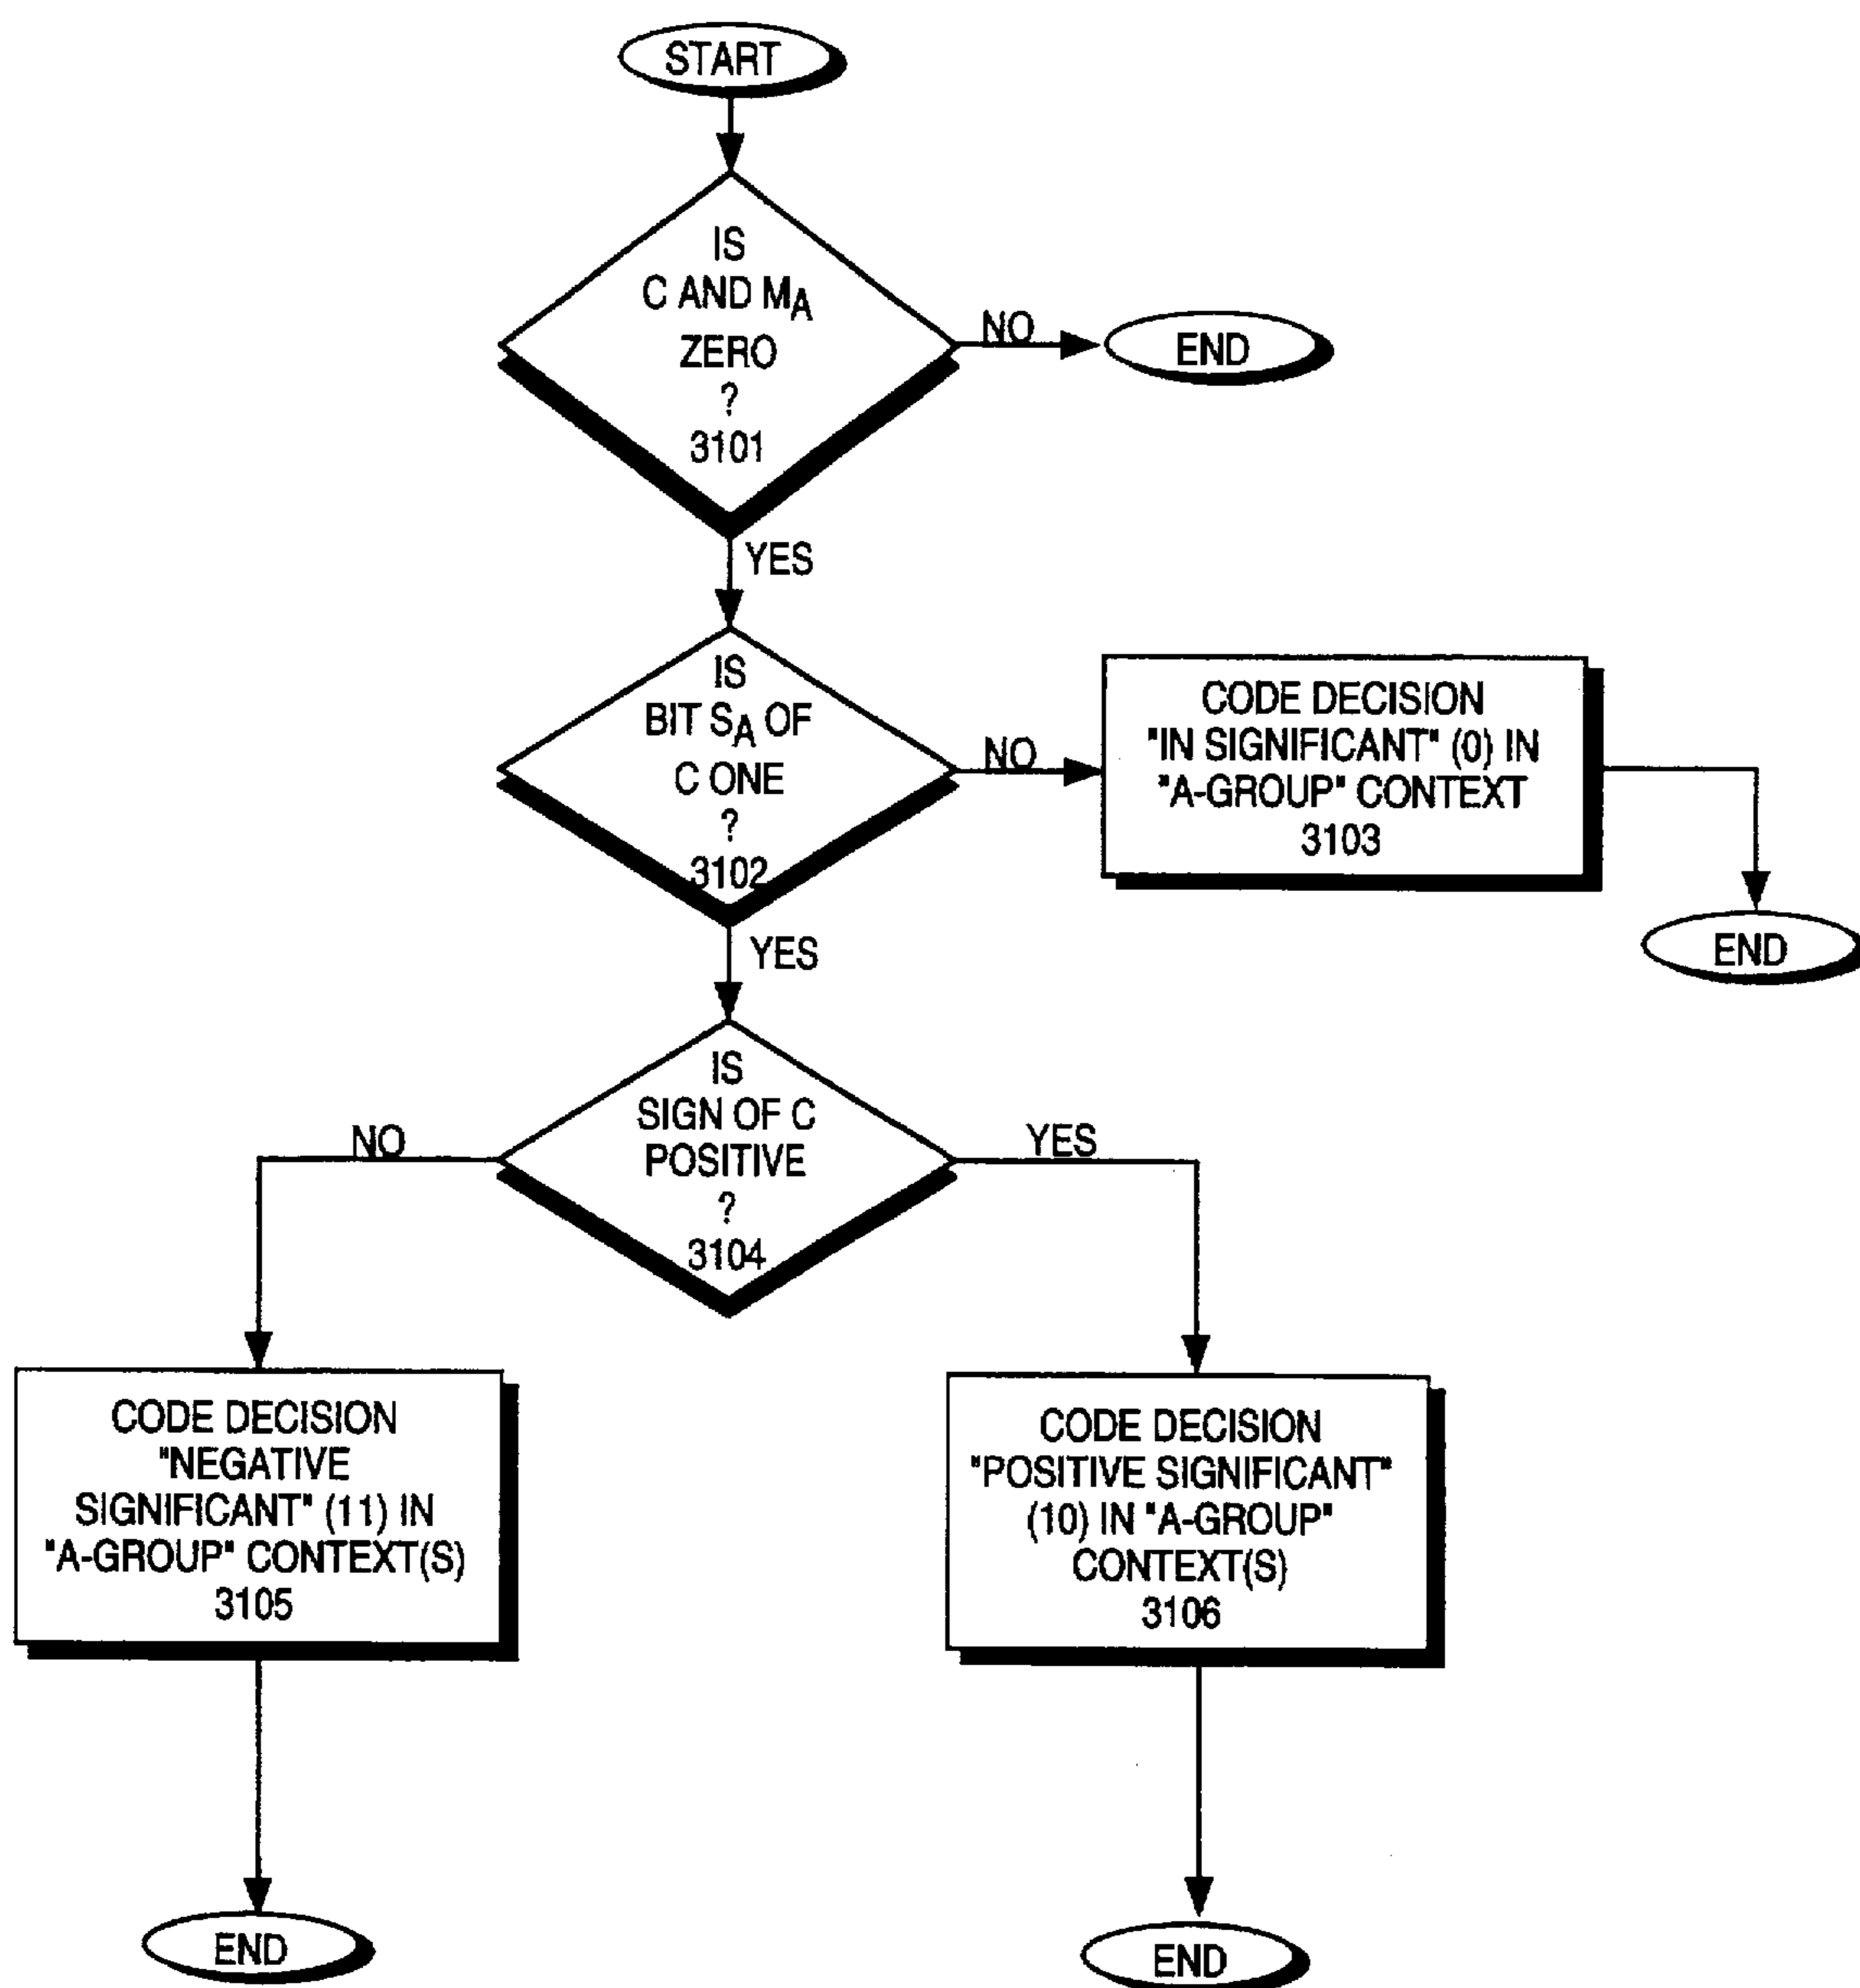 START
IS
C AND MA
ZERO
?
3101
NO
END
YES
IS
BIT SA OF
C ONE
?
3102
NO
CODE DECISION
"IN SIGNIFICANT" (0) IN
"A-GROUP" CONTEXT
3103
END
YES
IS
SIGN OF C
POSITIVE
?
3104
NO
YES
CODE DECISION
"NEGATIVE
SIGNIFICANT" (11) IN
"A-GROUP" CONTEXT(S)
3105
CODE DECISION
"POSITIVE SIGNIFICANT"
(10) IN "A-GROUP"
CONTEXT(S)
3106
END
END